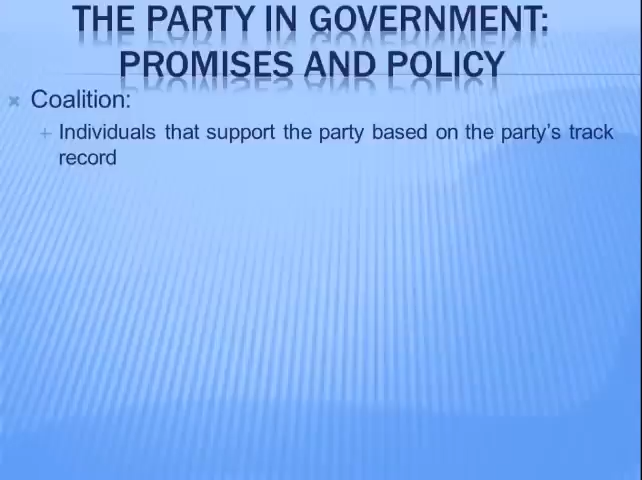 THE PARTY IN GOVERNMENT:
PROMISES AND POLICY
Coalition:
Individuals that support the party based on the party's track
record